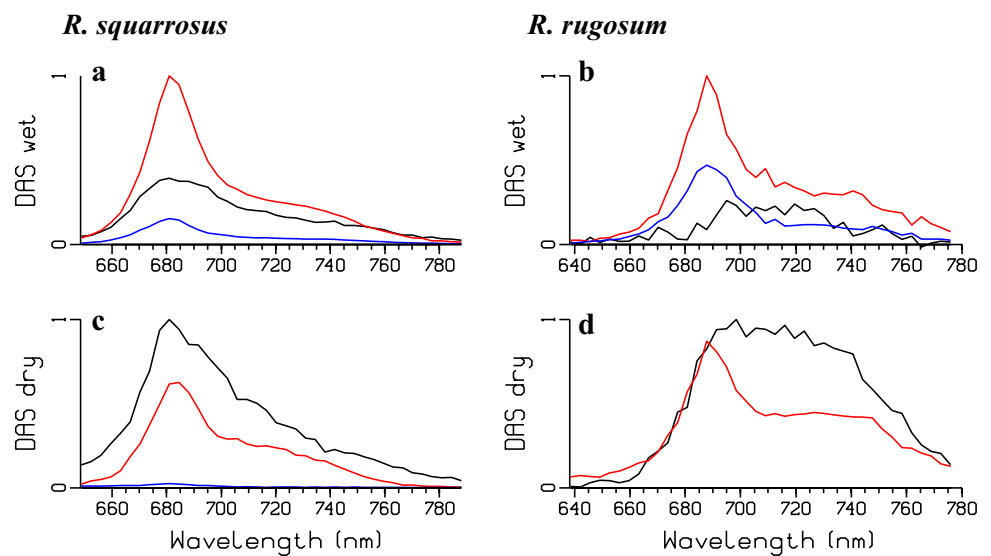 R. squarrosus
R. rugosum
a
1
DAS wet
0
660 680 700 720 740 760 780
b
1
DAS wet
0
640 660 680 700 720 740 760 780
c
1
DAS dry
0
660 680 700 720 740 760 780
Wavelength (nm)
d
1
DAS dry
0
640 660 680 700 720 740 760 780
Wavelength (nm)